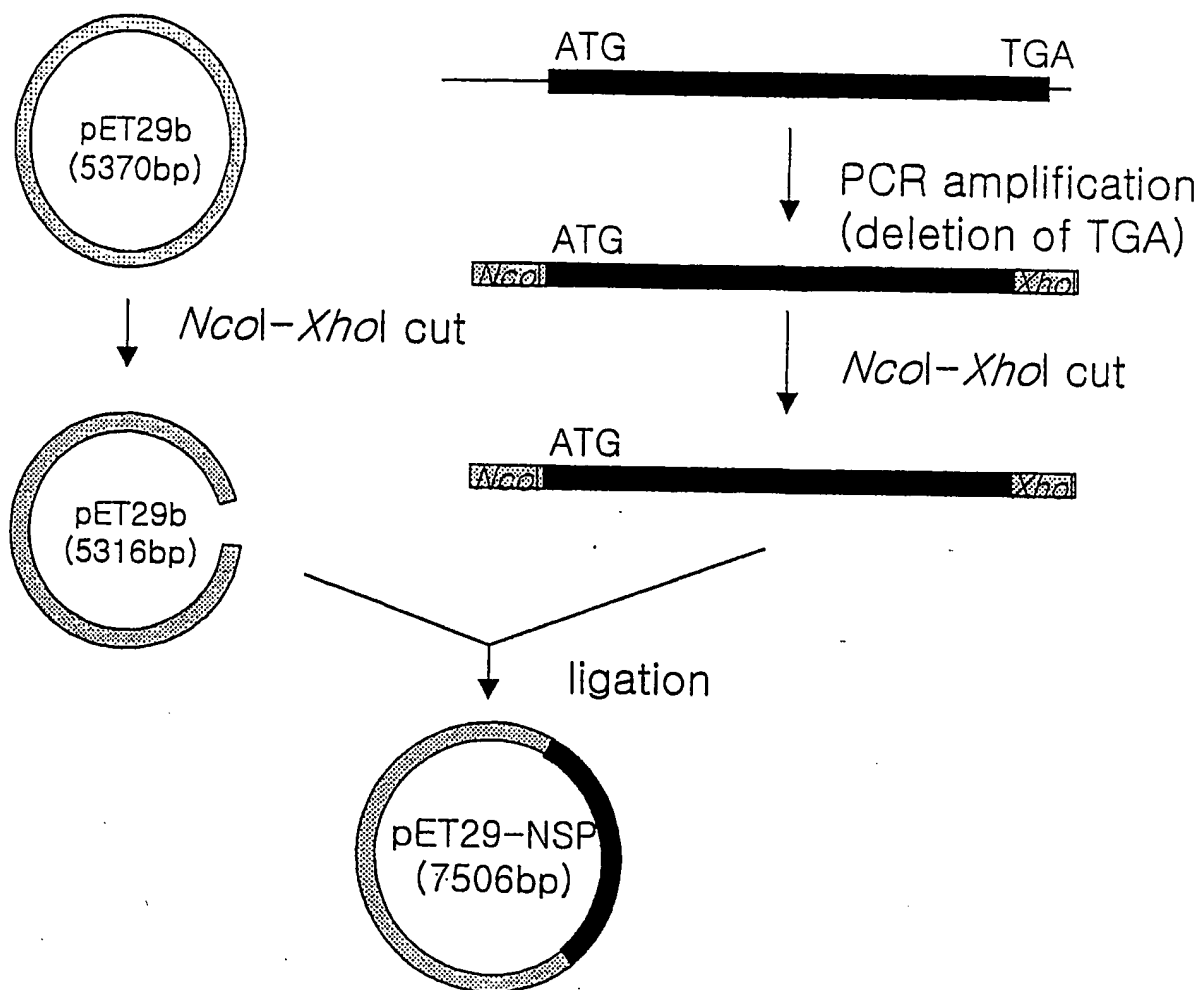 ATG
TGA
pET29b
(5370bp)
PCR amplification
(deletion of TGA)
ATG
NcoI
XhoI
NcoI-XhoI cut
NcoI-XhoI cut
ATG
NcoI
XhoI
pET29b
(5316bp)
ligation
pET29-NSP
(7506bp)